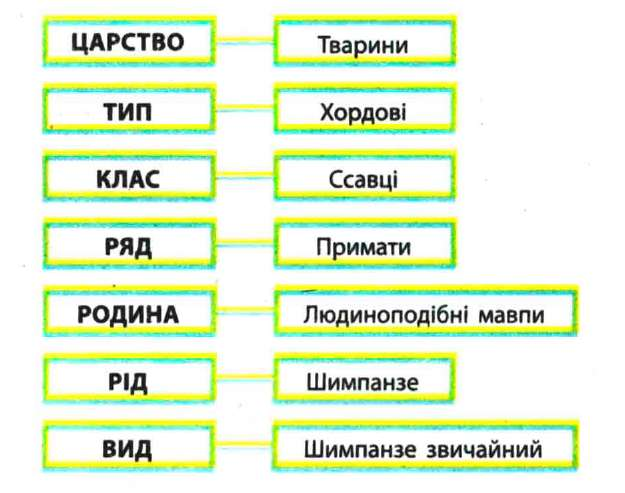 ЦАРСТВО Тварини
ТИП Хордові
КЛАС Ссавці
РЯД Примати
РОДИНА Людиноподібні мавпи
РІД Шимпанзе
ВИД Шимпанзе звичайний